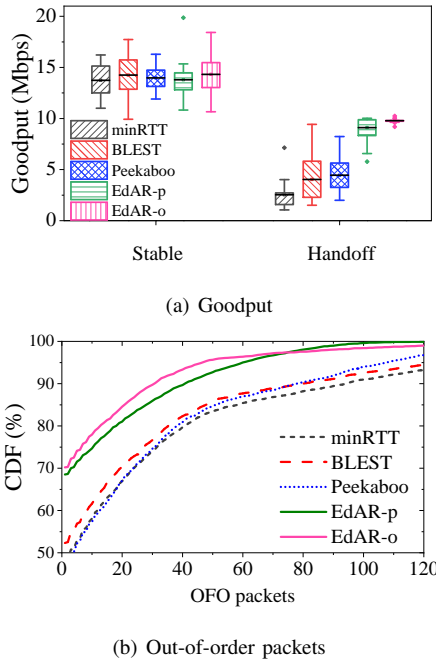 20
15
10
5
0
Goodput (Mbps)
minRTT
BLEST
Peekaboo
EdAR-p
EdAR-o
Stable Handoff
(a) Goodput
100
90
80
70
60
50
CDF (%)
minRTT
BLEST
Peekaboo
EdAR-p
EdAR-o
0 20 40 60 80 100 120
OFO packets
(b) Out-of-order packets